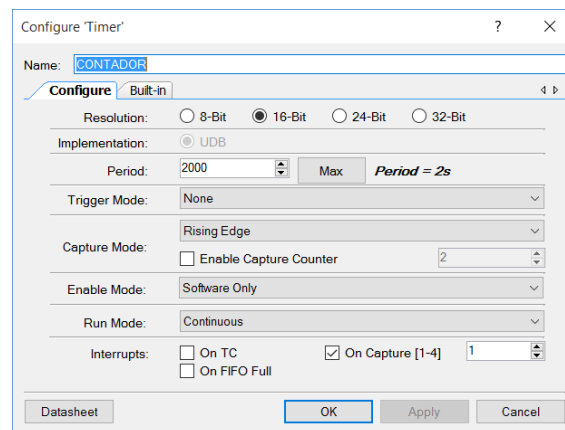 Configure 'Timer'
Name: CONTADOR
Configure Built-in
Resolution: 8-Bit 16-Bit 24-Bit 32-Bit
Implementation: UDB
Period: 2000 Max Period = 2s
Trigger Mode: None
Capture Mode: Rising Edge
Enable Capture Counter 2
Enable Mode: Software Only
Run Mode: Continuous
Interrupts: On TC On Capture [1-4] 1
On FIFO Full
Datasheet OK Apply Cancel